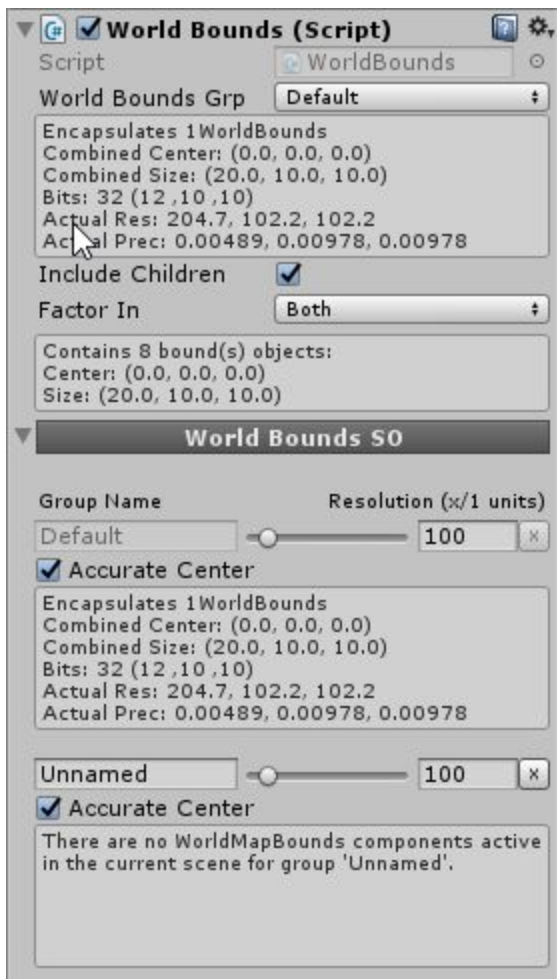 World Bounds (Script)
Script WorldBounds
World Bounds Grp Default
Encapsulates 1WorldBounds
Combined Center: (0.0, 0.0, 0.0)
Combined Size: (20.0, 10.0, 10.0)
Bits: 32 (12 ,10 ,10)
Actual Res: 204.7, 102.2, 102.2
Actual Prec: 0.00489, 0.00978, 0.00978
Include Children
Factor In Both
Contains 8 bound(s) objects:
Center: (0.0, 0.0, 0.0)
Size: (20.0, 10.0, 10.0)
World Bounds SO
Group Name Resolution (x/1 units)
Default 100 x
Accurate Center
Encapsulates 1WorldBounds
Combined Center: (0.0, 0.0, 0.0)
Combined Size: (20.0, 10.0, 10.0)
Bits: 32 (12 ,10 ,10)
Actual Res: 204.7, 102.2, 102.2
Actual Prec: 0.00489, 0.00978, 0.00978
Unnamed 100 x
Accurate Center
There are no WorldMapBounds components active
in the current scene for group 'Unnamed'.